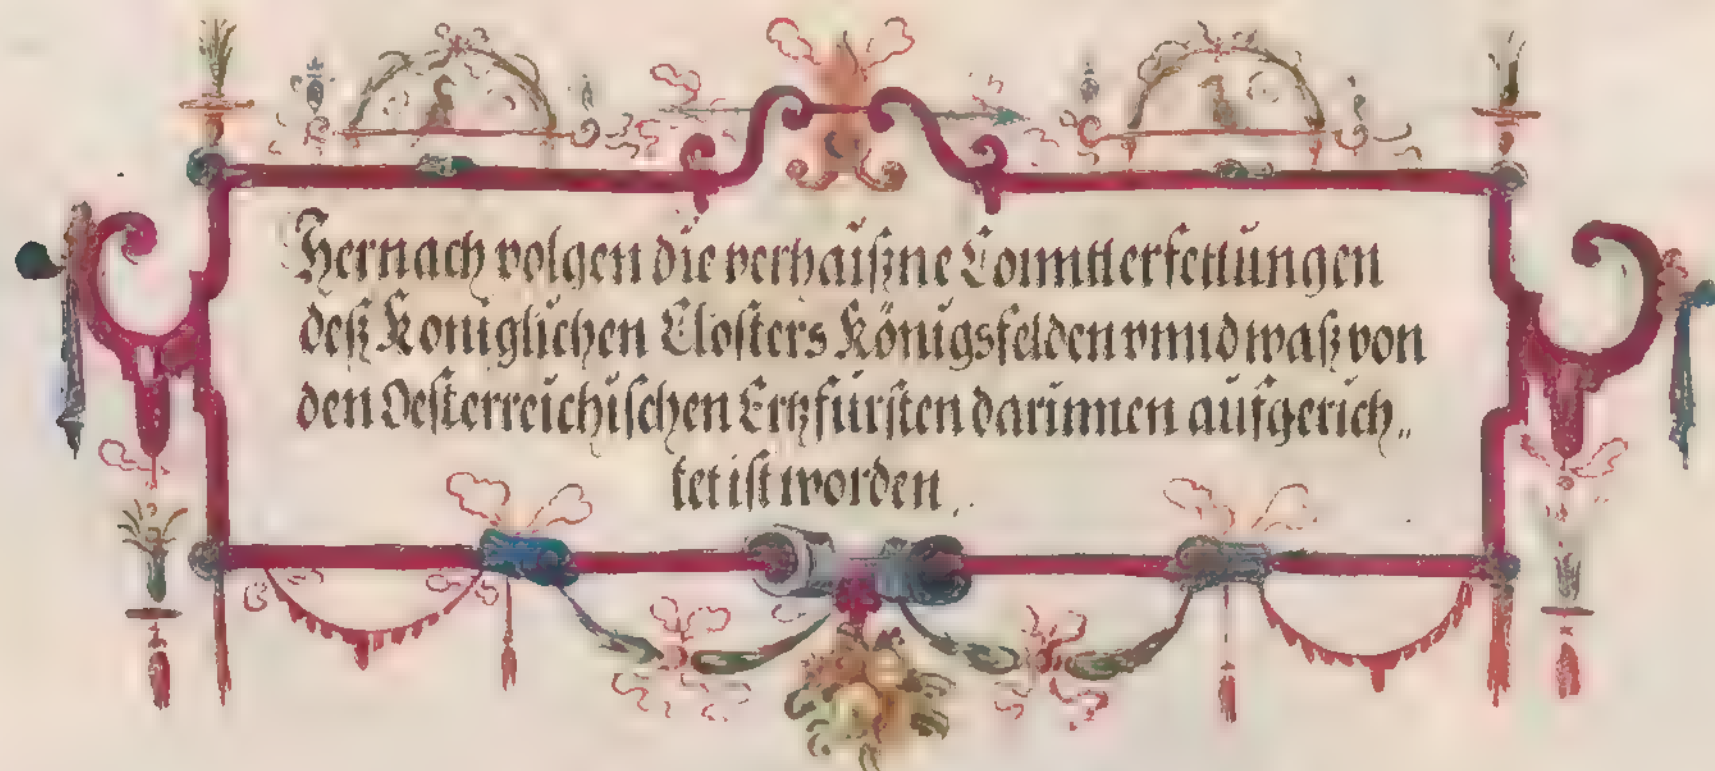 Hernach volgen die verhaißne Conntterfettungen
deß Königlichen Closters Königsfelden vnnd waß von
den Oesterreichischen Ertzfürsten darinnen aufgerich„
tet ist worden.